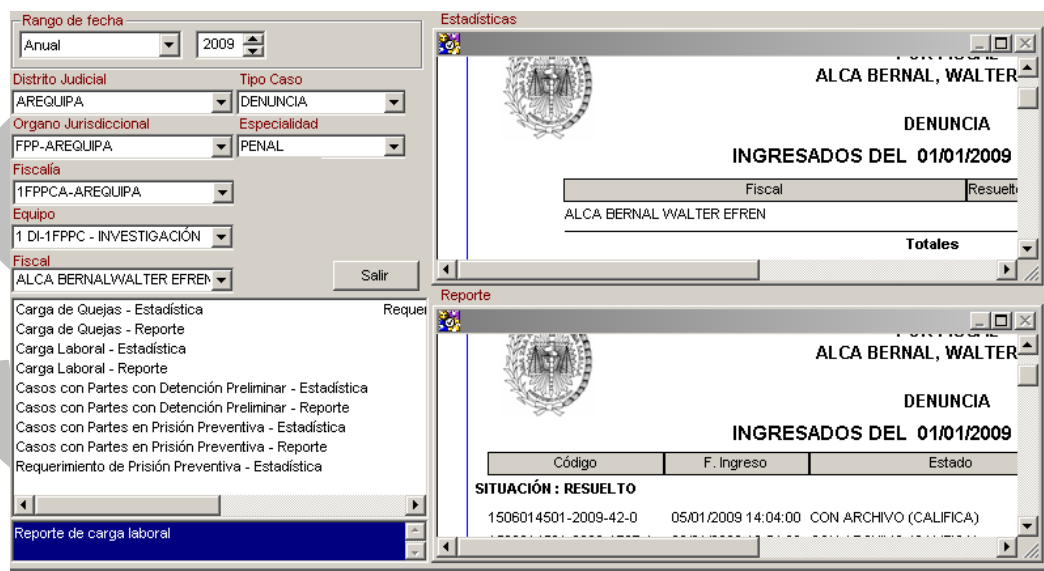 Rango de fecha
Anual 2009
Distrito Judicial Tipo Caso
AREQUIPA DENUNCIA
Organo Jurisdiccional Especialidad
FPP-AREQUIPA PENAL
Fiscalía
1FPPCA-AREQUIPA
Equipo
1 DI-1FPPC - INVESTIGACIÓN
Fiscal
ALCA BERNALWALTER EFREN Salir
Carga de Quejas - Estadística Requer
Carga de Quejas - Reporte
Carga Laboral - Estadística
Carga Laboral - Reporte
Casos con Partes con Detención Preliminar - Estadística
Casos con Partes con Detención Preliminar - Reporte
Casos con Partes en Prisión Preventiva - Estadística
Casos con Partes en Prisión Preventiva - Reporte
Requerimiento de Prisión Preventiva - Estadística
Reporte de carga laboral
Estadísticas
ALCA BERNAL, WALTER
DENUNCIA
INGRESADOS DEL 01/01/2009
Fiscal Resuelt
ALCA BERNAL WALTER EFREN
Totales
Reporte
ALCA BERNAL, WALTER
DENUNCIA
INGRESADOS DEL 01/01/2009
Código F. Ingreso Estado
SITUACIÓN : RESUELTO
1506014501-2009-42-0 05/01/2009 14:04:00 CON ARCHIVO (CALIFICA)